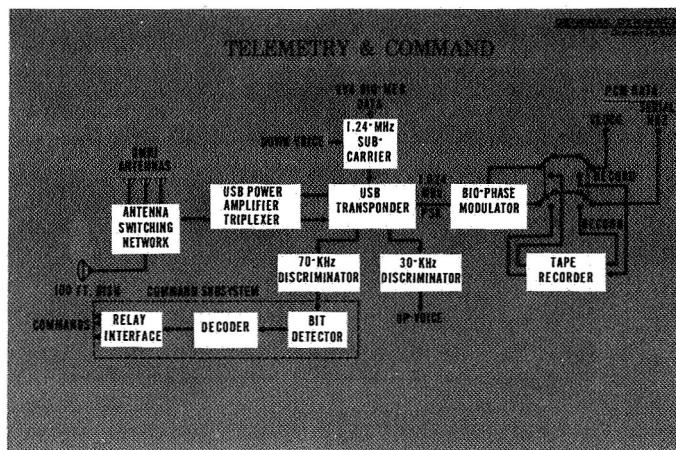 TELEMETRY & COMMAND
EVA BIO-MED
DATA
PCM DATA
SERIAL
NRZ
CLOCK
DOWN VOICE
1.24-MHz
SUB-
CARRIER
OMNI
ANTENNAS
RECORD
USB POWER
AMPLIFIER
TRIPLEXER
USB
TRANSPONDER
1.024
MHz
PSK
BIO-PHASE
MODULATOR
ANTENNA
SWITCHING
NETWORK
RECORD
70-KHz
DISCRIMINATOR
30-KHz
DISCRIMINATOR
TAPE
RECORDER
100 FT. DISH
COMMAND SUBSYSTEM
UP-VOICE
COMMANDS
RELAY
INTERFACE
DECODER
BIT
DETECTOR